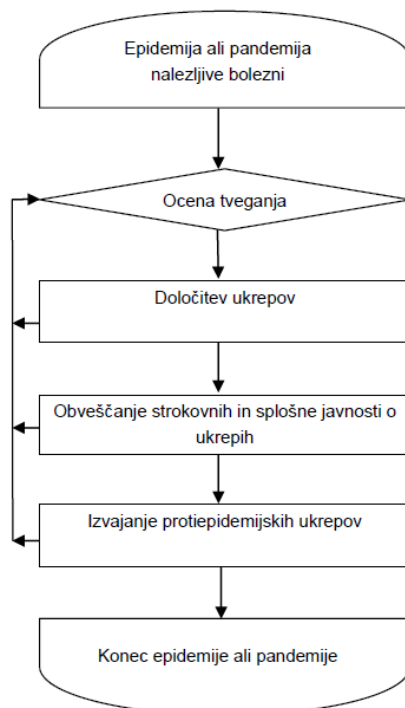 Epidemija ali pandemija
nalezljive bolezni
Ocena tveganja
Določitev ukrepov
Obveščanje strokovnih in splošne javnosti o
ukrepih
Izvajanje protiepidemijskih ukrepov
Konec epidemije ali pandemije